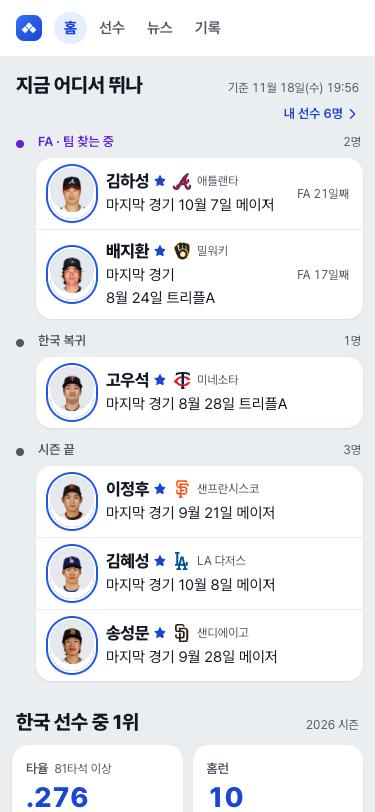 홈 선수 뉴스 기록
지금 어디서 뛰나
기준 11월 18일(수) 19:56
내 선수 6명
FA · 팀 찾는 중 2명
김하성 애틀랜타
마지막 경기 10월 7일 메이저
FA 21일째
배지환 밀워키
마지막 경기
8월 24일 트리플A
FA 17일째
한국 복귀 1명
고우석 미네소타
마지막 경기 8월 28일 트리플A
시즌 끝 3명
이정후 샌프란시스코
마지막 경기 9월 21일 메이저
김혜성 LA 다저스
마지막 경기 10월 8일 메이저
송성문 샌디에이고
마지막 경기 9월 28일 메이저
한국 선수 중 1위 2026 시즌
타율 81타석 이상
.276
홈런
10